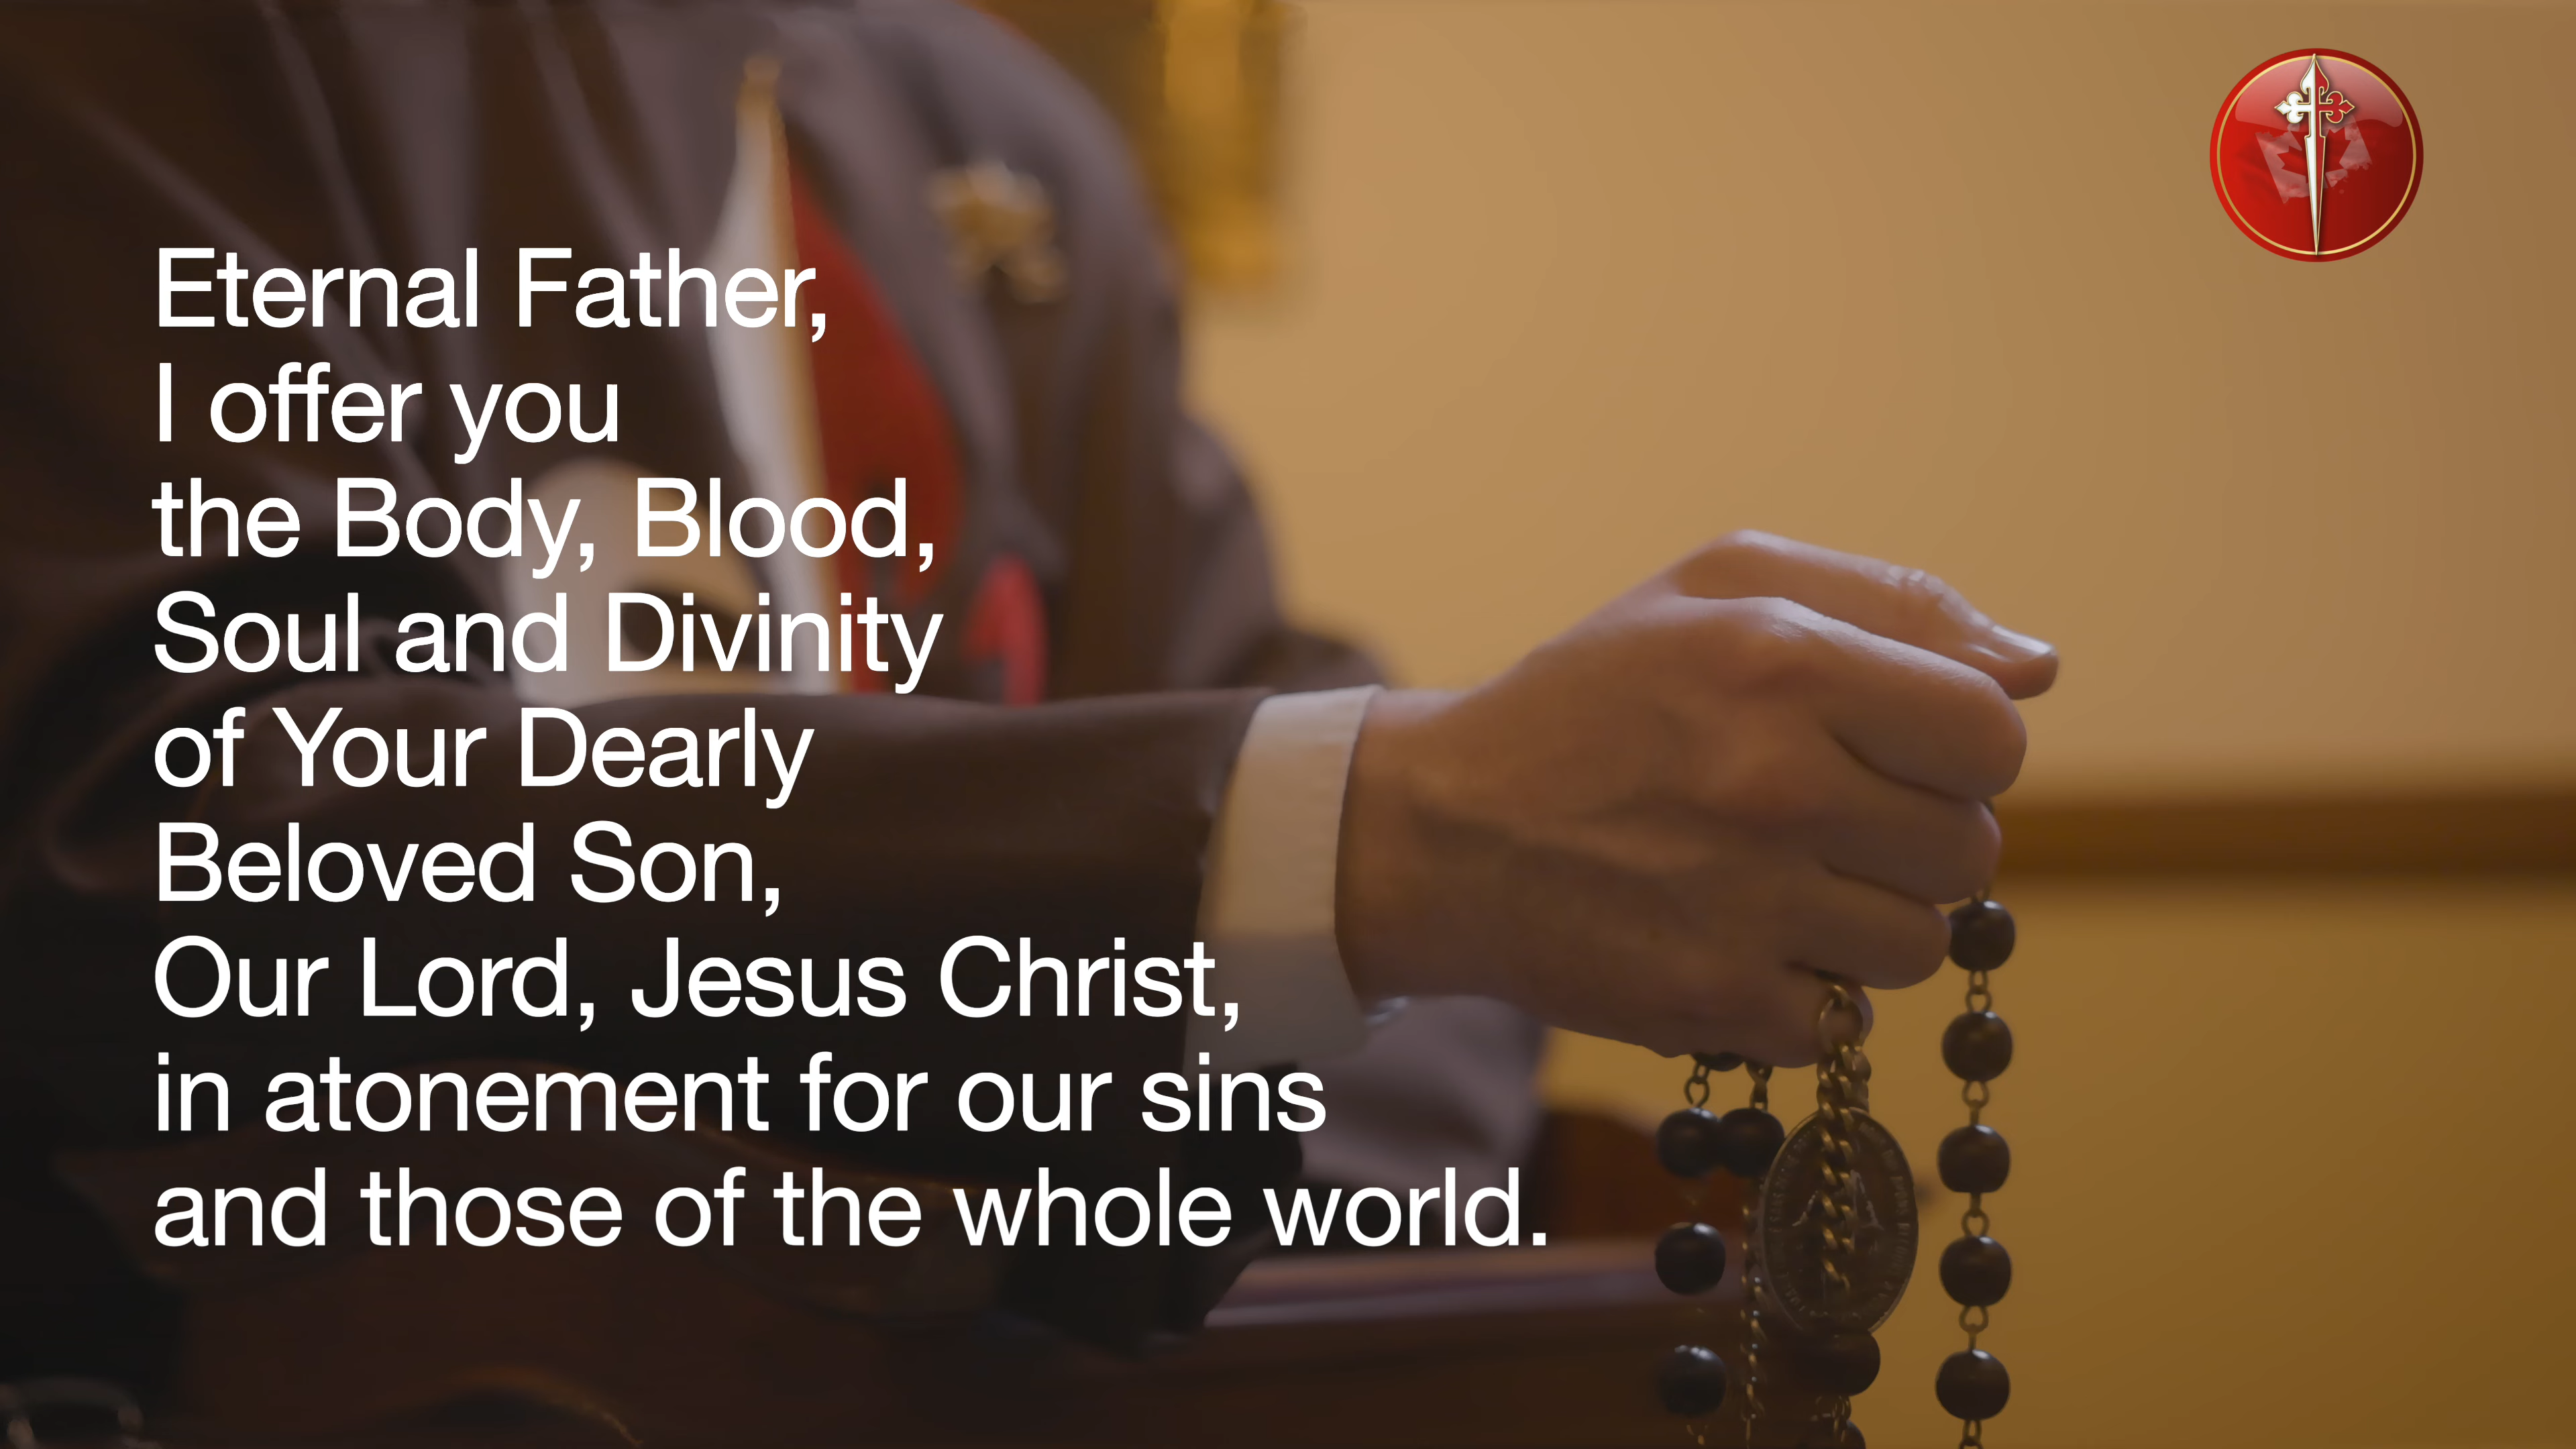 Eternal Father,
I offer you
the Body, Blood,
Soul and Divinity
of Your Dearly
Beloved Son,
Our Lord, Jesus Christ,
in atonement for our sins
and those of the whole world.